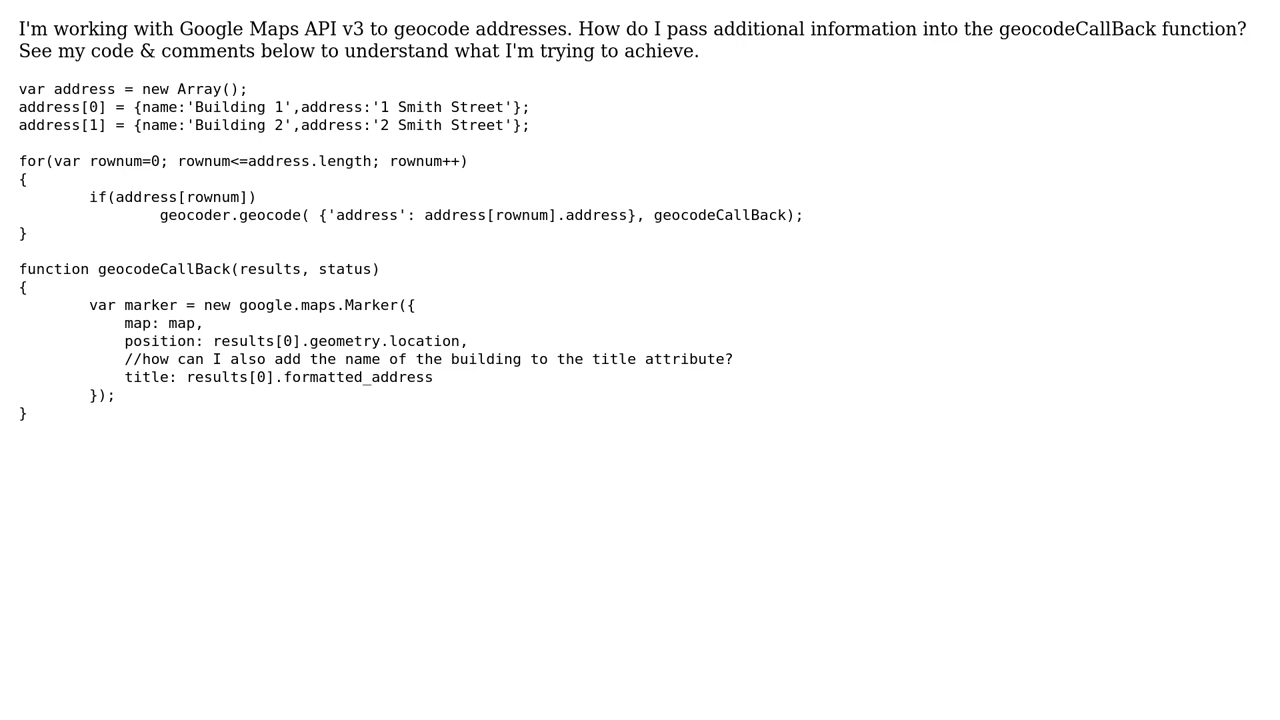 I'm working with Google Maps API v3 to geocode addresses. How do I pass additional information into the geocodeCallBack function?
See my code & comments below to understand what I'm trying to achieve.
var address = new Array();
address[0] = {name:'Building 1',address:'1 Smith Street'};
address[1] = {name:'Building 2',address:'2 Smith Street'};
for(var rownum=0; rownum<=address.length; rownum++)
{
        if(address[rownum])
                geocoder.geocode( {'address': address[rownum].address}, geocodeCallBack);
}
function geocodeCallBack(results, status)
{
        var marker = new google.maps.Marker({
            map: map,
            position: results[0].geometry.location,
            //how can I also add the name of the building to the title attribute?
            title: results[0].formatted_address
        });
}